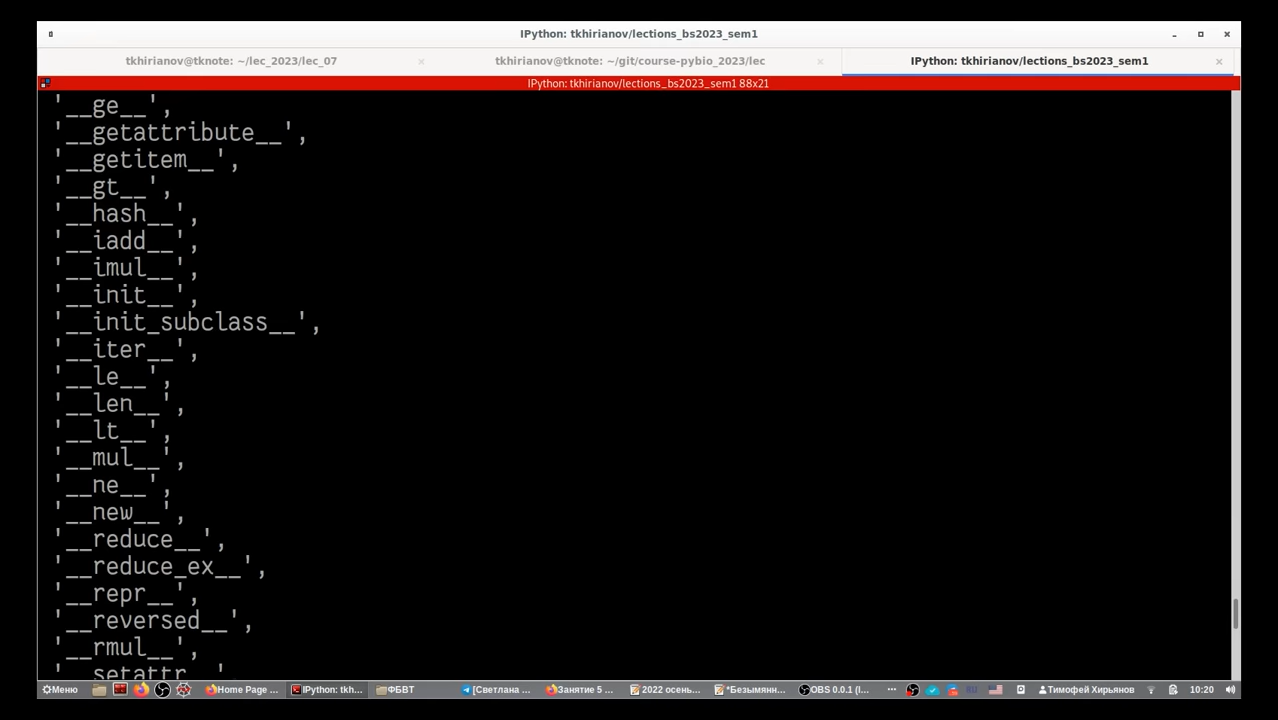 IPython: tkhirianov/lections_bs2023_sem1
tkhirianov@tknote: ~/lec_2023/lec_07
tkhirianov@tknote: ~/git/course-pybio_2023/lec
IPython: tkhirianov/lections_bs2023_sem1
IPython: tkhirianov/lections_bs2023_sem1 88x21
'__ge__',
'__getattribute__',
'__getitem__',
'__gt__',
'__hash__',
'__iadd__',
'__imul__',
'__init__',
'__init_subclass__',
'__iter__',
'__le__',
'__len__',
'__lt__',
'__mul__',
'__ne__',
'__new__',
'__reduce__',
'__reduce_ex__',
'__repr__',
'__reversed__',
'__rmul__',
'__setattr__',
Меню
Home Page ...
IPython: tkh...
ФБВТ
[Светлана ...
Занятие 5 ...
2022 осень...
*Безымянн...
OBS 0.0.1 (l...
RU
Тимофей Хирьянов
10:20